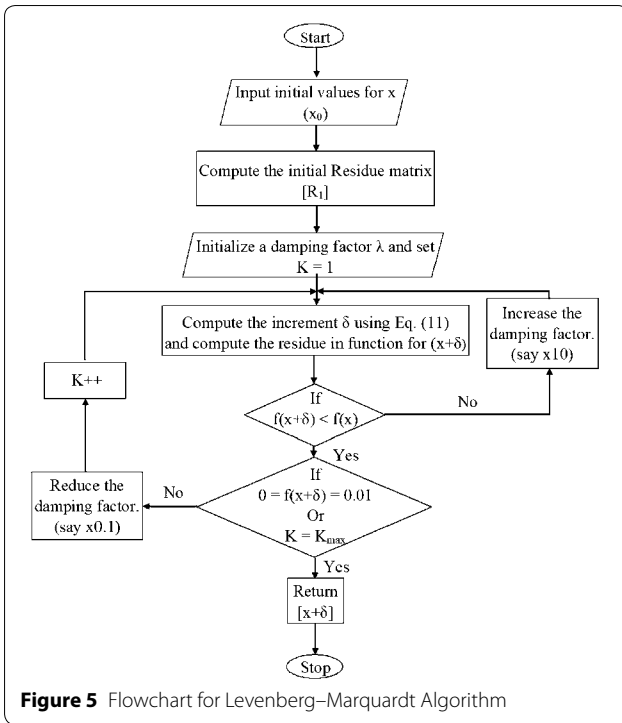 Start
Input initial values for x
(x₀)
Compute the initial Residue matrix
[R₁]
Initialize a damping factor λ and set
K = 1
Compute the increment δ using Eq. (11)
and compute the residue in function for (x+δ)
Increase the
damping factor.
(say x10)
K++
If
f(x+δ) < f(x)
No
Yes
If
0 = f(x+δ) = 0.01
Or
K = Kₘₐₓ
No
Reduce the
damping factor.
(say x0.1)
Yes
Return
[x+δ]
Stop
Figure 5 Flowchart for Levenberg–Marquardt Algorithm